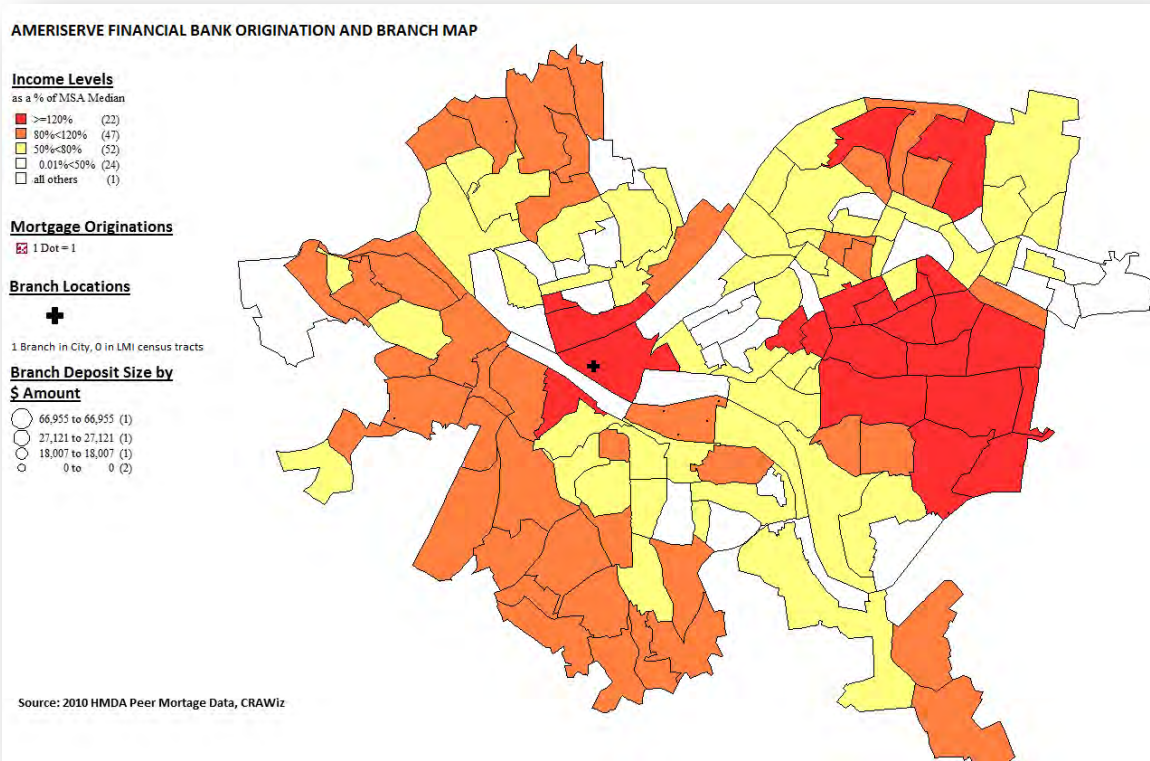 AMERISERVE FINANCIAL BANK ORIGINATION AND BRANCH MAP
Income Levels
as a % of MSA Median
>=120% (22)
80%<120% (47)
50%<80% (52)
0.01%<50% (24)
all others (1)
Mortgage Originations
1 Dot = 1
Branch Locations
1 Branch in City, 0 in LMI census tracts
Branch Deposit Size by
$ Amount
66,955 to 66,955 (1)
27,121 to 27,121 (1)
18,007 to 18,007 (1)
0 to 0 (2)
Source: 2010 HMDA Peer Mortage Data, CRAWiz